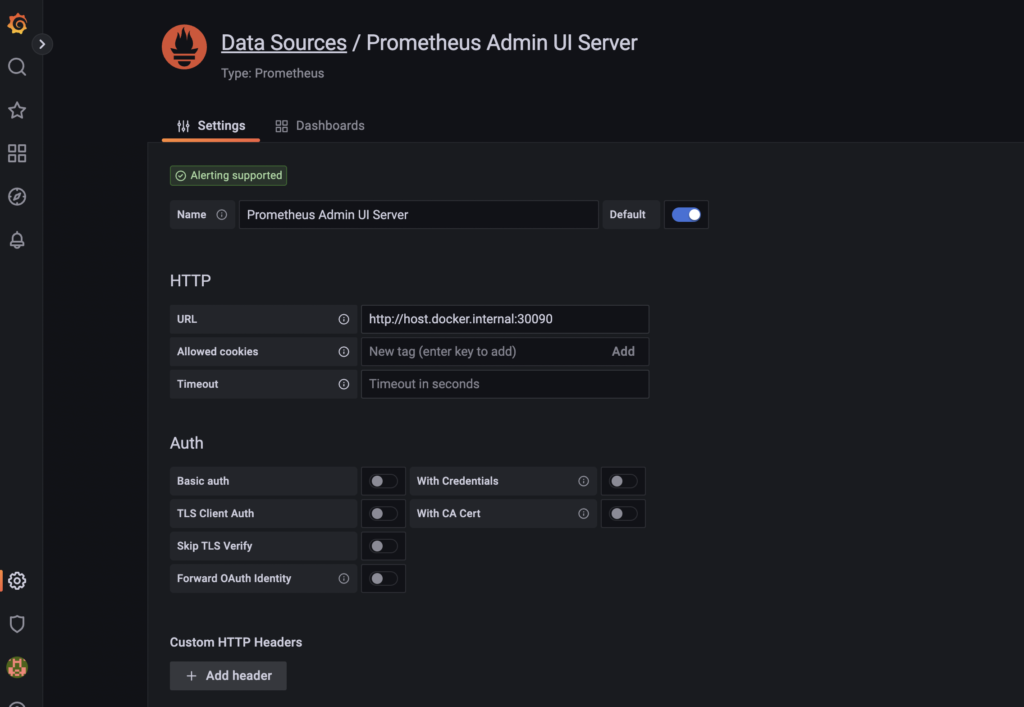 Data Sources / Prometheus Admin UI Server
Type: Prometheus
Settings Dashboards
Alerting supported
Name Prometheus Admin UI Server Default
HTTP
URL http://host.docker.internal:30090
Allowed cookies New tag (enter key to add) Add
Timeout Timeout in seconds
Auth
Basic auth With Credentials
TLS Client Auth With CA Cert
Skip TLS Verify
Forward OAuth Identity
Custom HTTP Headers
+ Add header